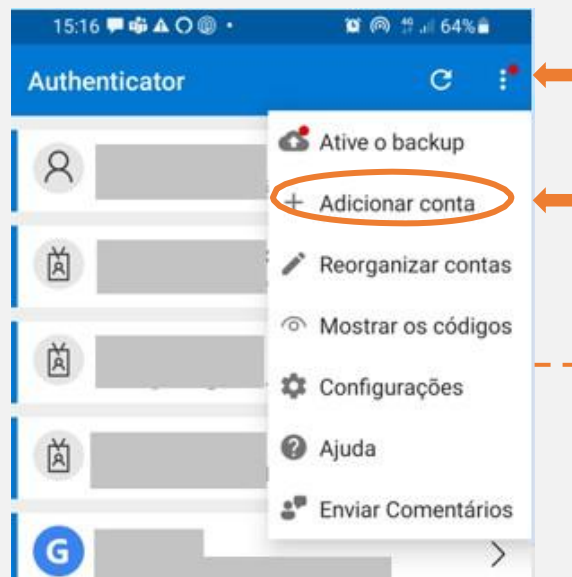 15:16 64%
Authenticator
Ative o backup
+ Adicionar conta
Reorganizar contas
Mostrar os códigos
Configurações
? Ajuda
Enviar Comentários
G